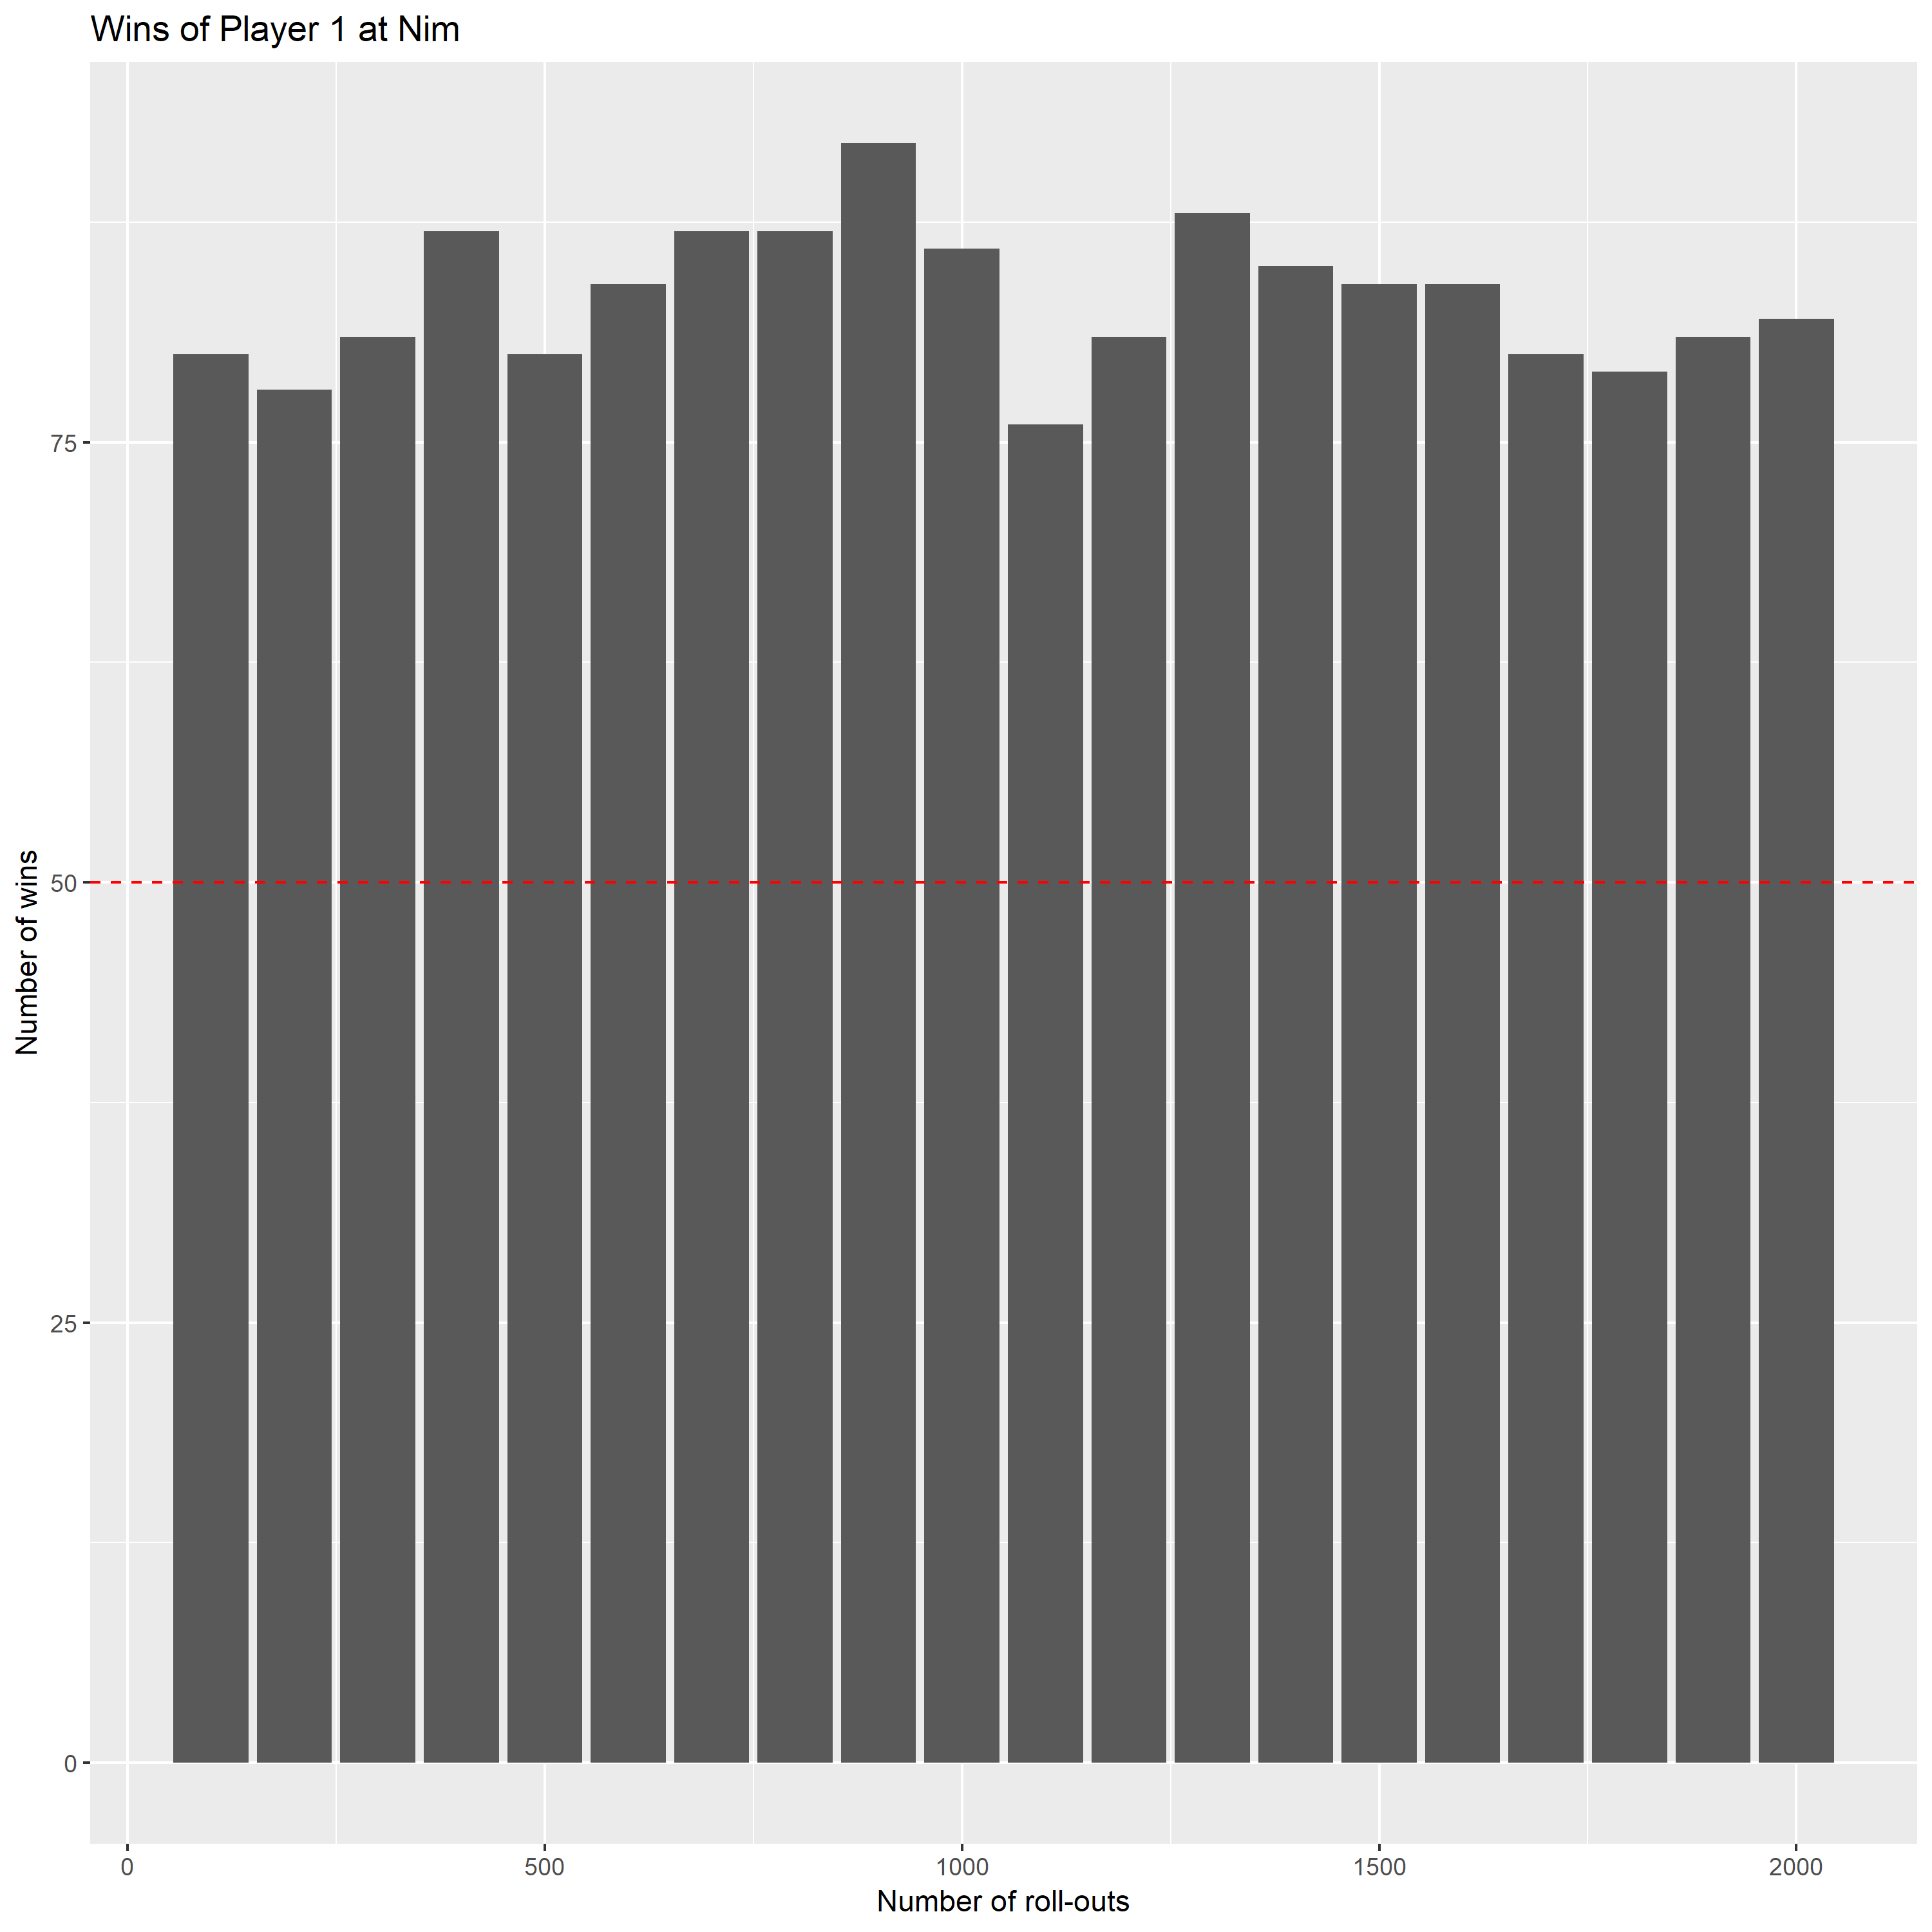 Wins of Player 1 at Nim
75
50
25
0
Number of wins
0 500 1000 1500 2000
Number of roll-outs